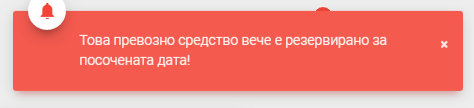 Това превозно средство вече е резервирано за
посочената дата!